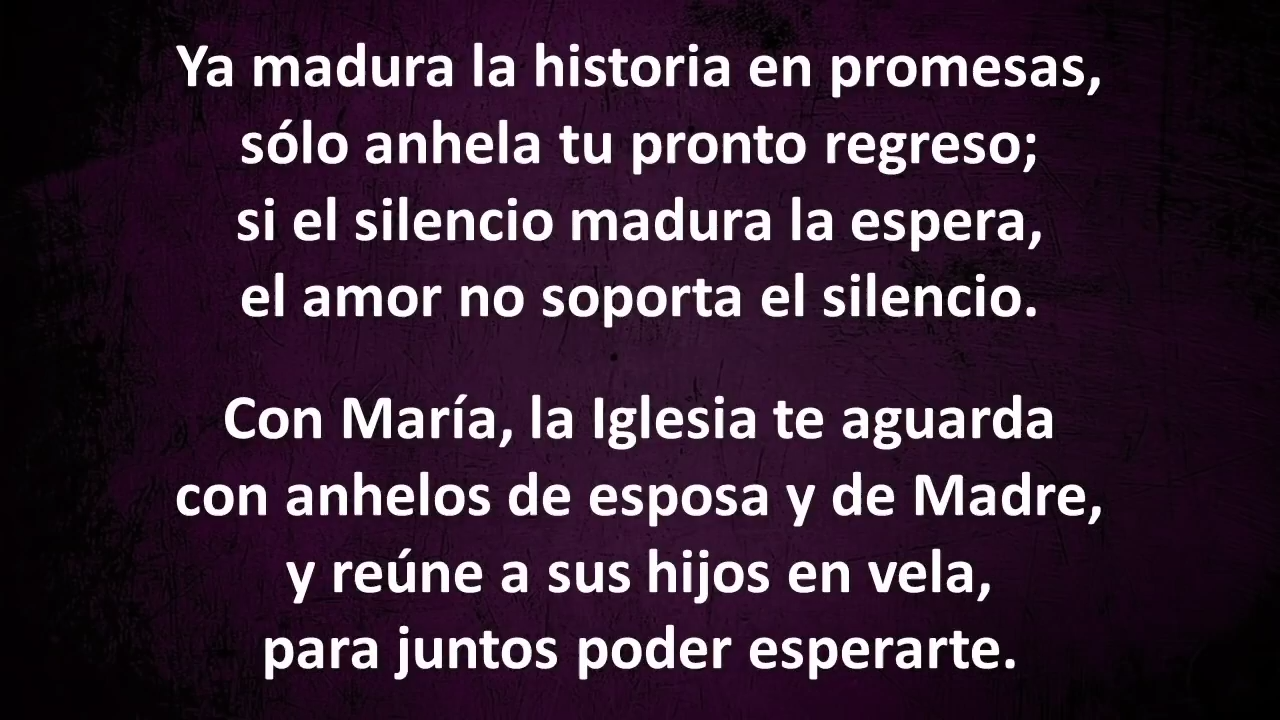 Ya madura la historia en promesas,
sólo anhela tu pronto regreso;
si el silencio madura la espera,
el amor no soporta el silencio.
Con María, la Iglesia te aguarda
con anhelos de esposa y de Madre,
y reúne a sus hijos en vela,
para juntos poder esperarte.